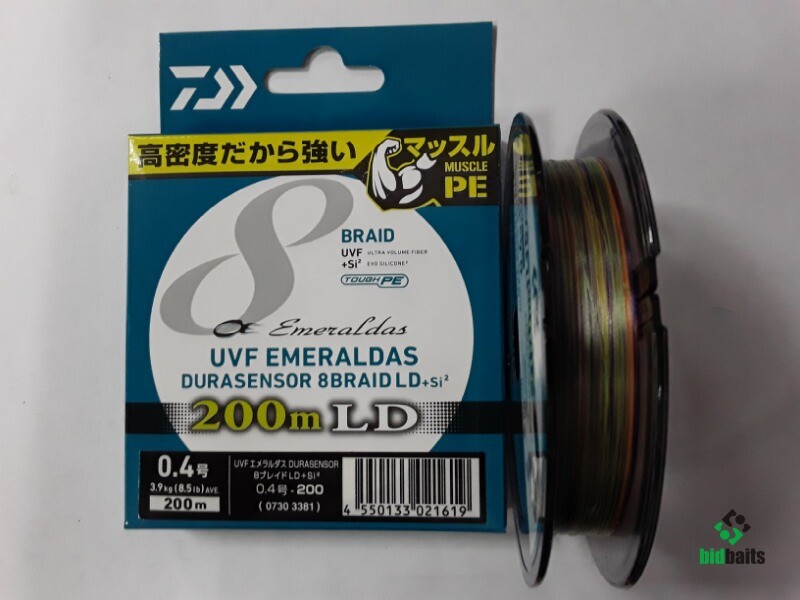 高密度だから強い
マッスル
MUSCLE
PE
8
BRAID
UVF ULTRA VOLUME FIBER
+Si² EVO SILICONE²
TOUGH PE
Emeraldas
UVF EMERALDAS
DURASENSOR 8BRAID LD+Si²
200m LD
0.4号
3.9kg (8.5lb) AVE.
200m
UVF エメラルダス DURASENSOR
8ブレイド LD+Si²
0.4号-200
(0730 3361)
4 550133 021619
bidbaits